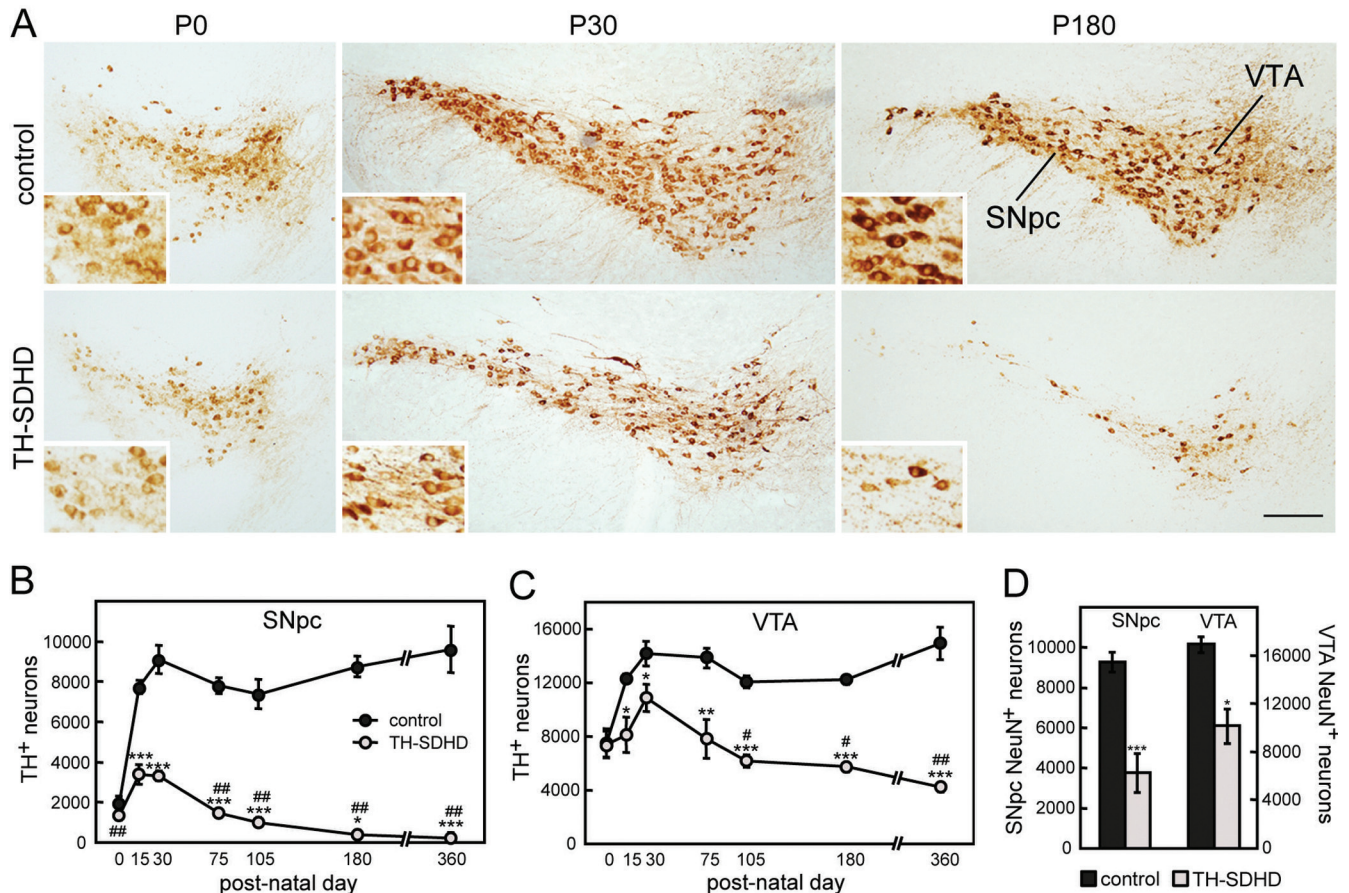 A
P0 P30 P180
control
VTA
SNpc
TH-SDHD
B
SNpc
TH+ neurons
10000
8000
6000
4000
2000
0
control
TH-SDHD
***
***
##
***
##
***
##
*
##
***
##
0 15 30 75 105 180 360
post-natal day
C
VTA
TH+ neurons
16000
12000
8000
4000
0
*
*
**
#
***
#
***
##
***
0 15 30 75 105 180 360
post-natal day
D
SNpc VTA
SNpc NeuN+ neurons
10000
8000
6000
4000
2000
0
***
*
16000
12000
8000
4000
0
VTA NeuN+ neurons
control TH-SDHD